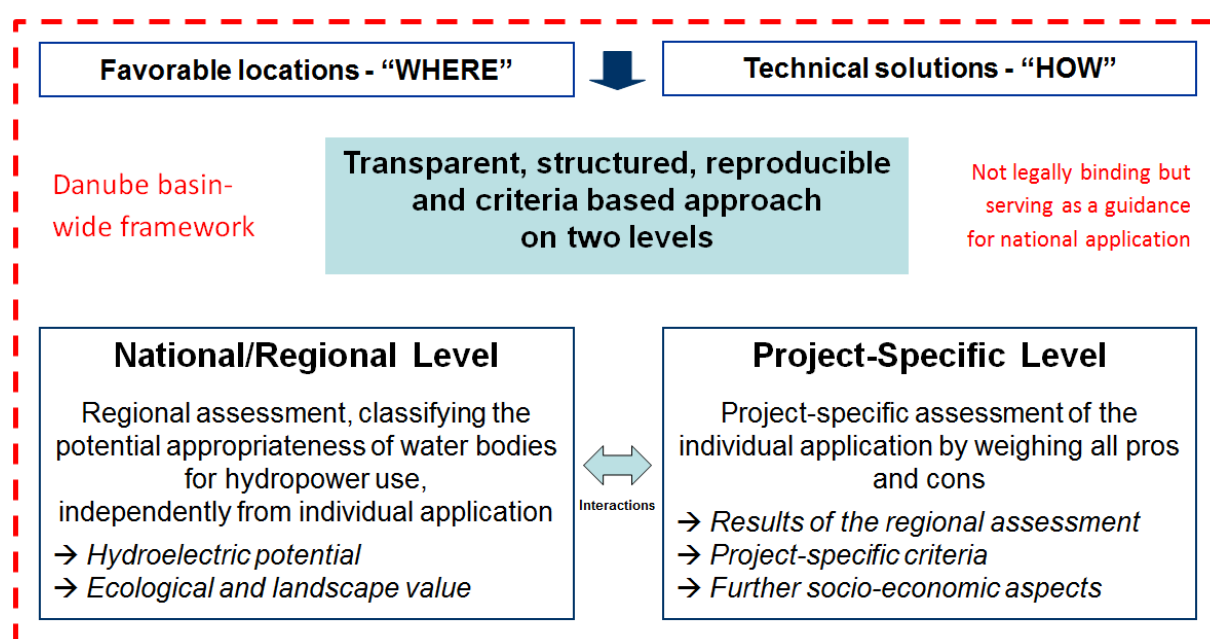 Favorable locations - “WHERE”
Technical solutions - “HOW”
Transparent, structured, reproducible
and criteria based approach
on two levels
Danube basin-
wide framework
Not legally binding but
serving as a guidance
for national application
National/Regional Level
Regional assessment, classifying the
potential appropriateness of water bodies
for hydropower use,
independently from individual application
→ Hydroelectric potential
→ Ecological and landscape value
Interactions
Project-Specific Level
Project-specific assessment of the
individual application by weighing all pros
and cons
→ Results of the regional assessment
→ Project-specific criteria
→ Further socio-economic aspects